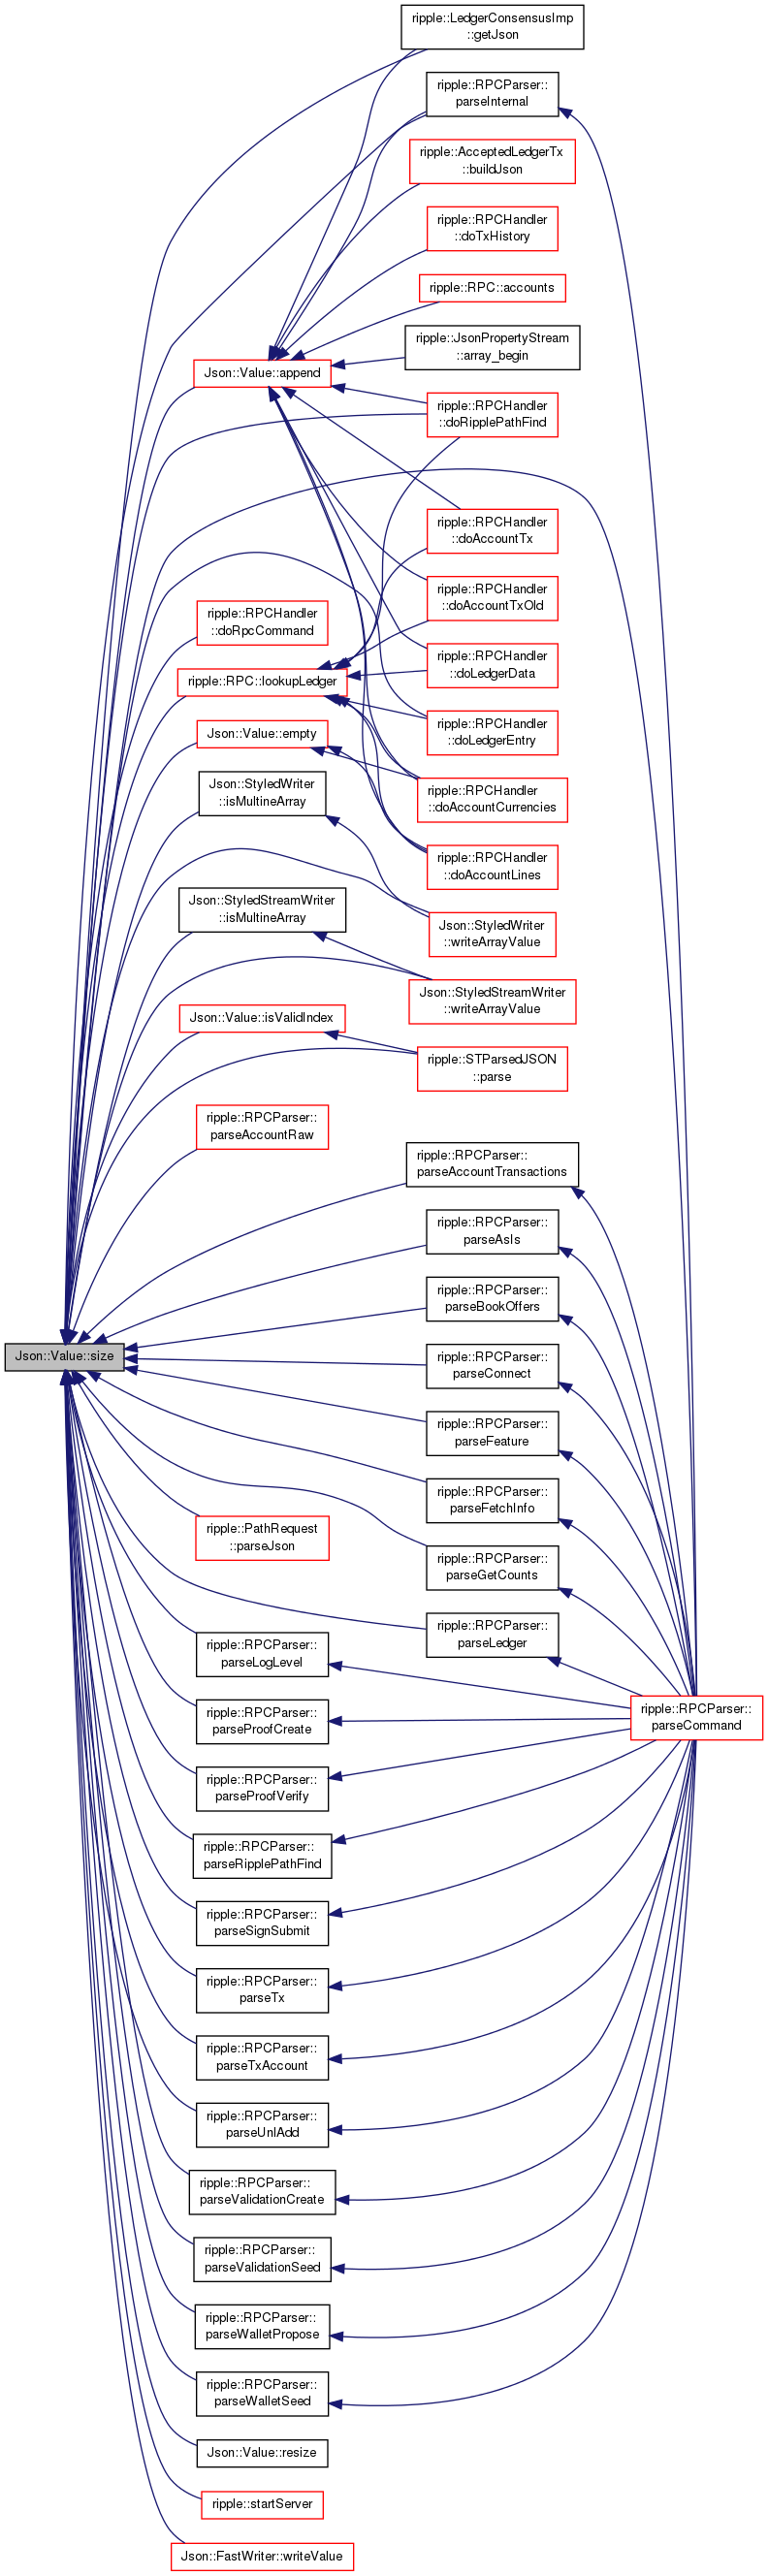 ripple::LedgerConsensusImp
::getJson
ripple::RPCParser::
parseInternal
ripple::AcceptedLedgerTx
::buildJson
ripple::RPCHandler
::doTxHistory
ripple::RPC::accounts
ripple::JsonPropertyStream
::array_begin
Json::Value::append
ripple::RPCHandler
::doRipplePathFind
ripple::RPCHandler
::doAccountTx
ripple::RPCHandler
::doAccountTxOld
ripple::RPCHandler
::doRpcCommand
ripple::RPCHandler
::doLedgerData
ripple::RPC::lookupLedger
ripple::RPCHandler
::doLedgerEntry
Json::Value::empty
ripple::RPCHandler
::doAccountCurrencies
Json::StyledWriter
::isMultineArray
ripple::RPCHandler
::doAccountLines
Json::StyledStreamWriter
::isMultineArray
Json::StyledWriter
::writeArrayValue
Json::StyledStreamWriter
::writeArrayValue
Json::Value::isValidIndex
ripple::STParsedJSON
::parse
ripple::RPCParser::
parseAccountRaw
ripple::RPCParser::
parseAccountTransactions
ripple::RPCParser::
parseAsIs
ripple::RPCParser::
parseBookOffers
Json::Value::size
ripple::RPCParser::
parseConnect
ripple::RPCParser::
parseFeature
ripple::RPCParser::
parseFetchInfo
ripple::PathRequest
::parseJson
ripple::RPCParser::
parseGetCounts
ripple::RPCParser::
parseLedger
ripple::RPCParser::
parseLogLevel
ripple::RPCParser::
parseCommand
ripple::RPCParser::
parseProofCreate
ripple::RPCParser::
parseProofVerify
ripple::RPCParser::
parseRipplePathFind
ripple::RPCParser::
parseSignSubmit
ripple::RPCParser::
parseTx
ripple::RPCParser::
parseTxAccount
ripple::RPCParser::
parseUnlAdd
ripple::RPCParser::
parseValidationCreate
ripple::RPCParser::
parseValidationSeed
ripple::RPCParser::
parseWalletPropose
ripple::RPCParser::
parseWalletSeed
Json::Value::resize
ripple::startServer
Json::FastWriter::writeValue